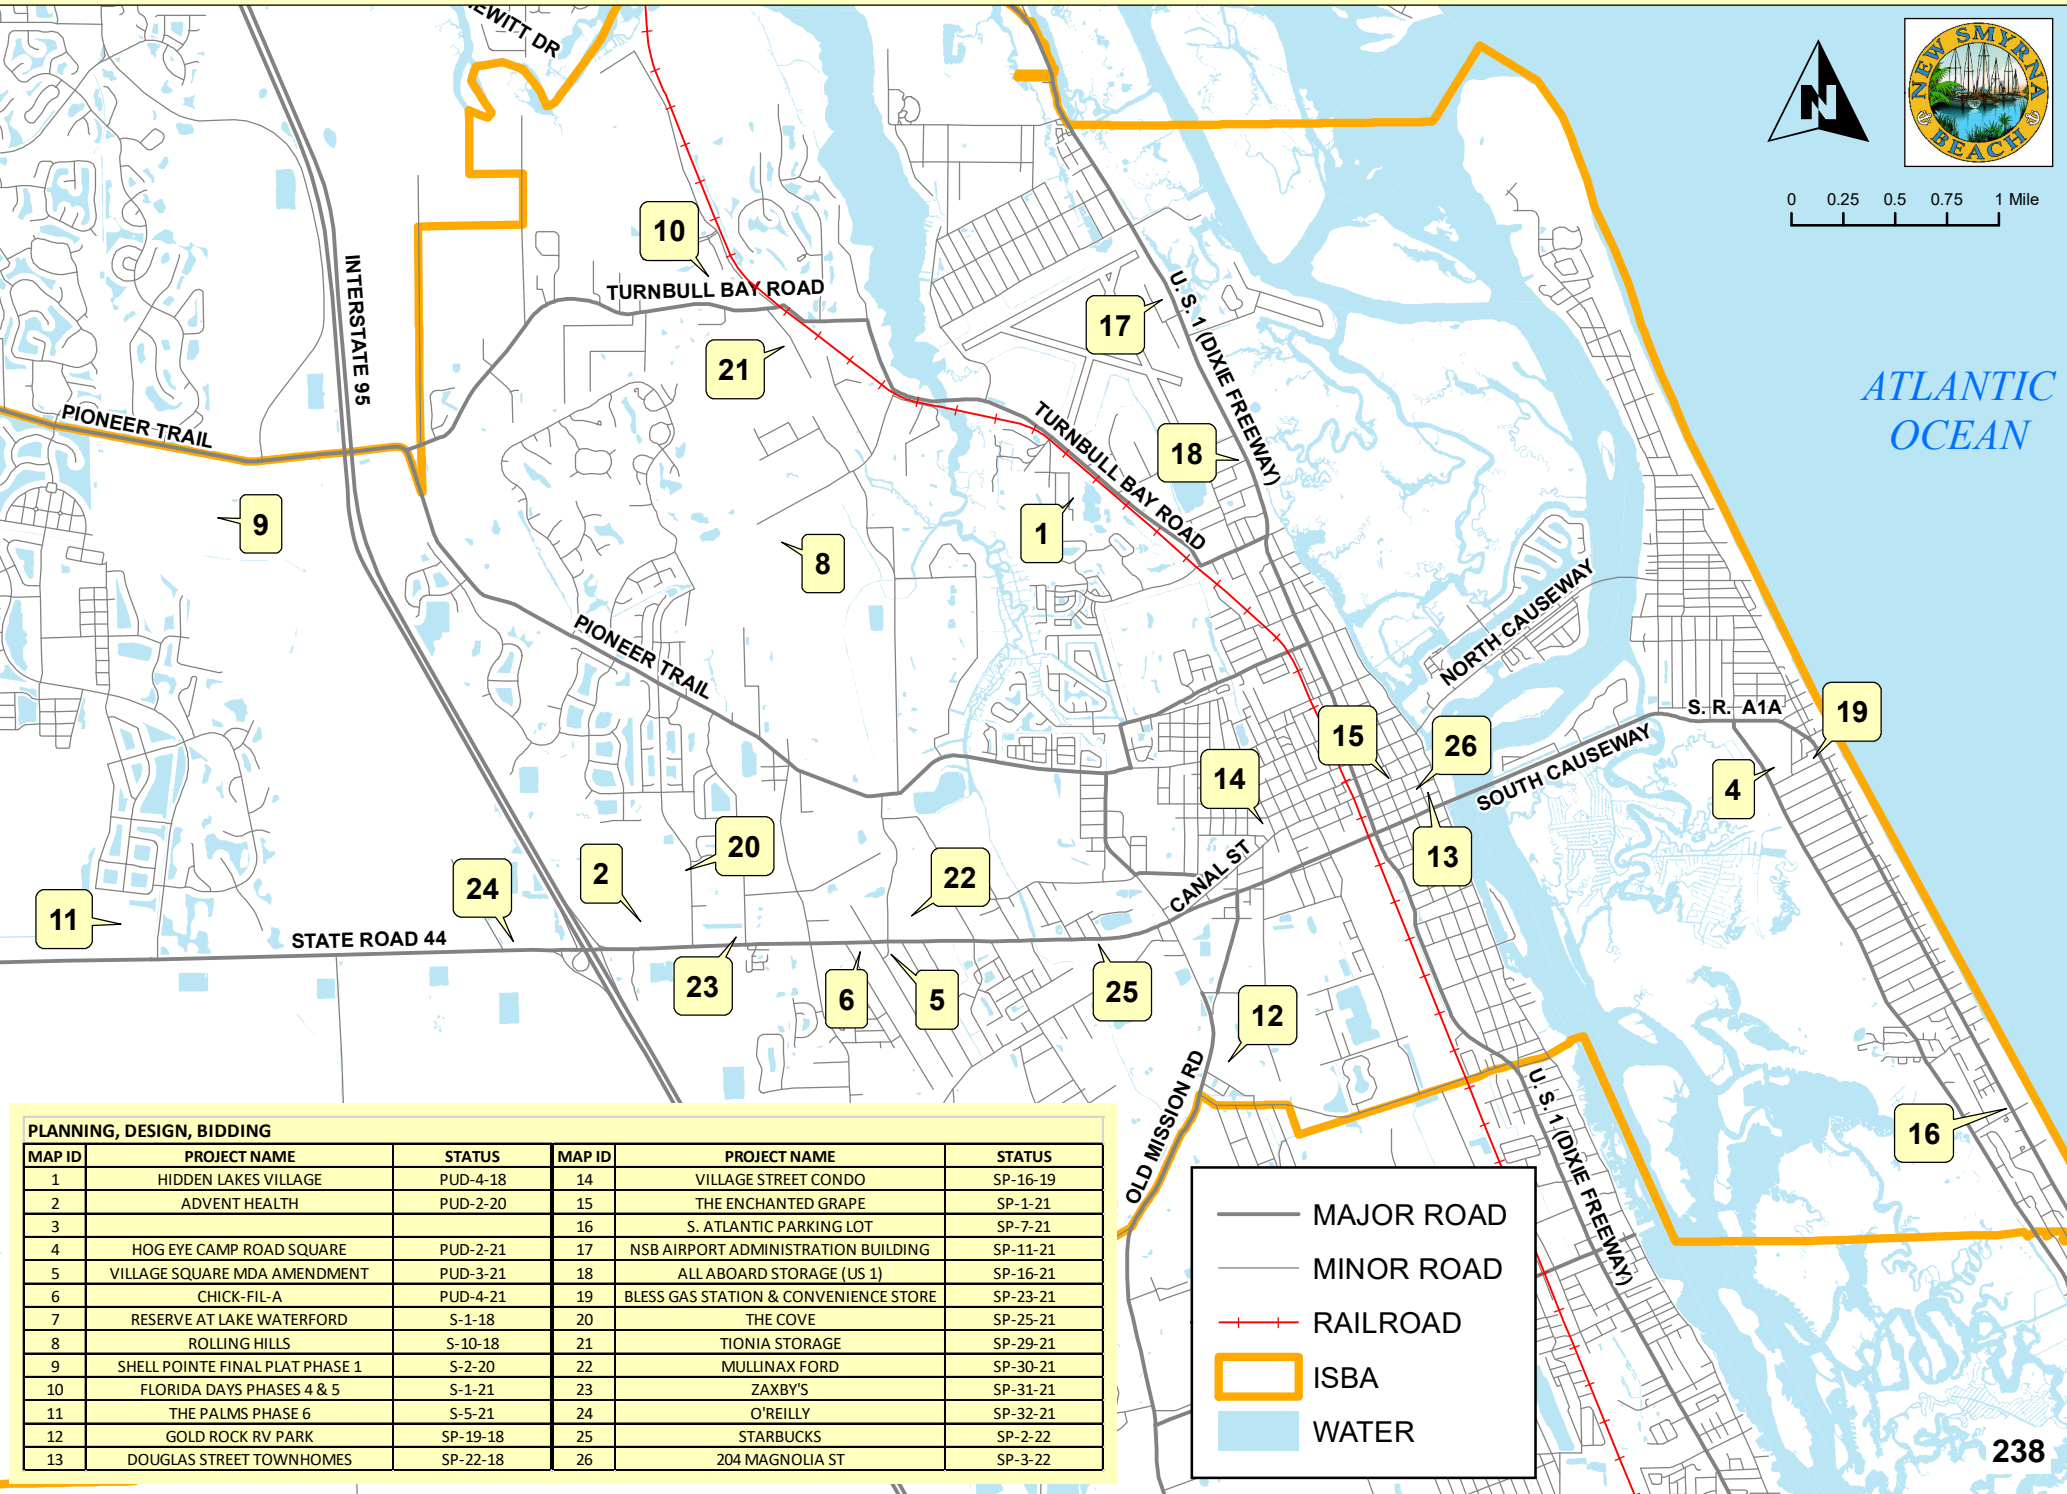 EWITT DR
NEW SMYRNA
BEACH
N
0 0.25 0.5 0.75 1 Mile
10
TURNBULL BAY ROAD
INTERSTATE 95
17
U. S. 1 (DIXIE FREEWAY)
21
ATLANTIC
OCEAN
PIONEER TRAIL
TURNBULL BAY ROAD
18
9
1
8
NORTH CAUSEWAY
PIONEER TRAIL
S. R. A1A
19
15
26
SOUTH CAUSEWAY
14
4
20
13
2
22
24
CANAL ST
11
STATE ROAD 44
23
6
5
25
12
OLD MISSION RD
U. S. 1 (DIXIE FREEWAY)
16
PLANNING, DESIGN, BIDDING
MAP ID PROJECT NAME STATUS MAP ID PROJECT NAME STATUS
1 HIDDEN LAKES VILLAGE PUD-4-18 14 VILLAGE STREET CONDO SP-16-19
2 ADVENT HEALTH PUD-2-20 15 THE ENCHANTED GRAPE SP-1-21
3 16 S. ATLANTIC PARKING LOT SP-7-21
4 HOG EYE CAMP ROAD SQUARE PUD-2-21 17 NSB AIRPORT ADMINISTRATION BUILDING SP-11-21
5 VILLAGE SQUARE MDA AMENDMENT PUD-3-21 18 ALL ABOARD STORAGE (US 1) SP-16-21
6 CHICK-FIL-A PUD-4-21 19 BLESS GAS STATION & CONVENIENCE STORE SP-23-21
7 RESERVE AT LAKE WATERFORD S-1-18 20 THE COVE SP-25-21
8 ROLLING HILLS S-10-18 21 TIONIA STORAGE SP-29-21
9 SHELL POINTE FINAL PLAT PHASE 1 S-2-20 22 MULLINAX FORD SP-30-21
10 FLORIDA DAYS PHASES 4 & 5 S-1-21 23 ZAXBY'S SP-31-21
11 THE PALMS PHASE 6 S-5-21 24 O'REILLY SP-32-21
12 GOLD ROCK RV PARK SP-19-18 25 STARBUCKS SP-2-22
13 DOUGLAS STREET TOWNHOMES SP-22-18 26 204 MAGNOLIA ST SP-3-22
MAJOR ROAD
MINOR ROAD
RAILROAD
ISBA
WATER
238